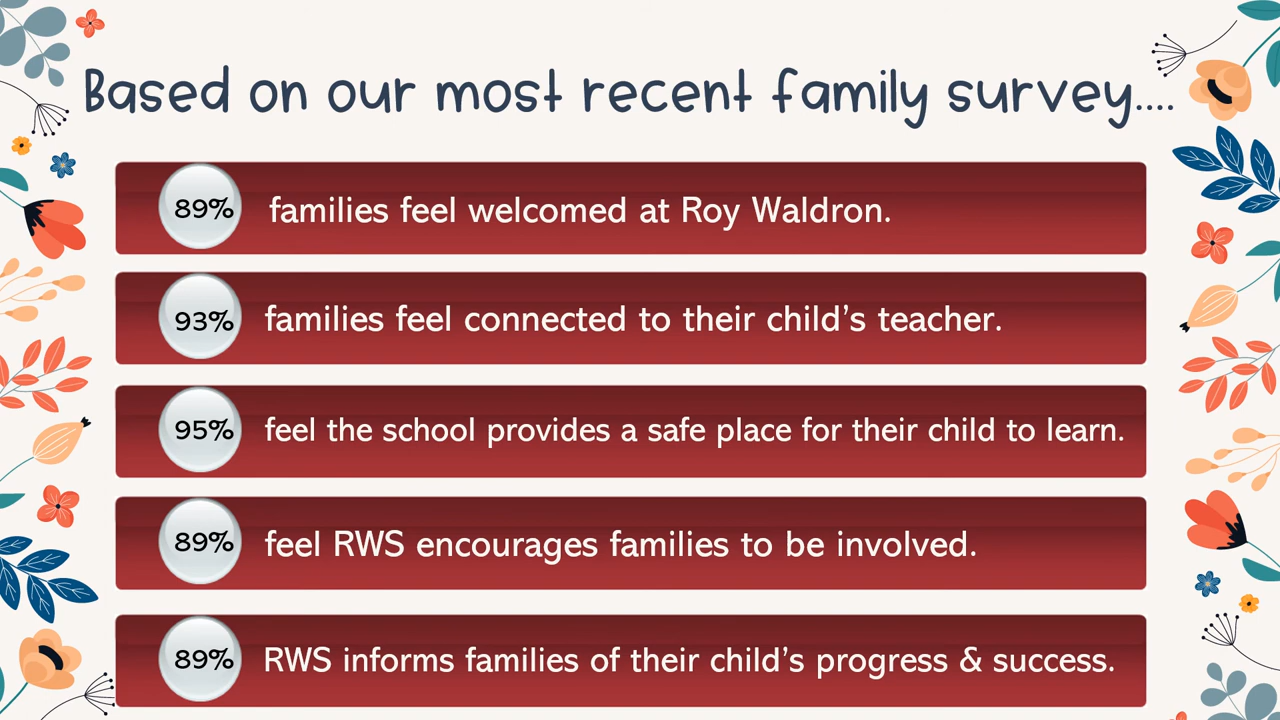 Based on our most recent family survey....
89% families feel welcomed at Roy Waldron.
93% families feel connected to their child's teacher.
95% feel the school provides a safe place for their child to learn.
89% feel RWS encourages families to be involved.
89% RWS informs families of their child's progress & success.